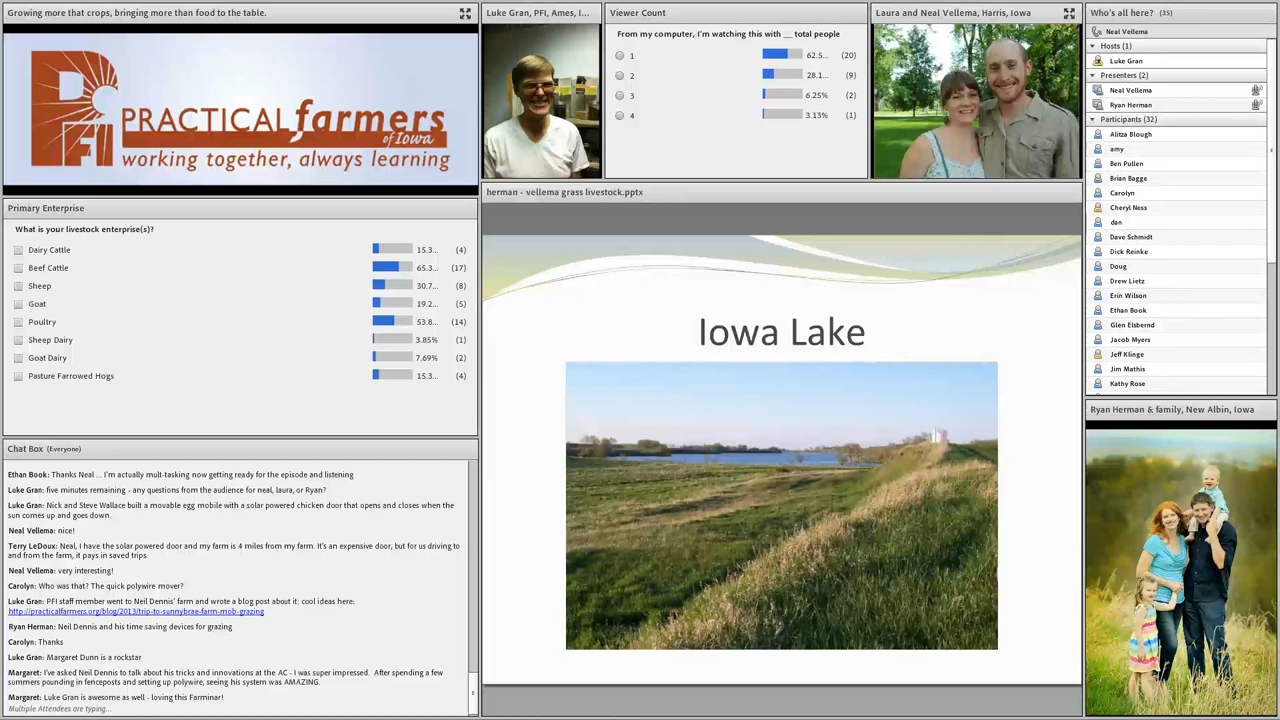 Growing more that crops, bringing more than food to the table.
PFI
PRACTICAL farmers
of Iowa
working together, always learning
Primary Enterprise
What is your livestock enterprise(s)?
Dairy Cattle 15.3... (4)
Beef Cattle 65.3... (17)
Sheep 30.7... (8)
Goat 19.2... (5)
Poultry 53.8... (14)
Sheep Dairy 3.85% (1)
Goat Dairy 7.69% (2)
Pasture Farrowed Hogs 15.3... (4)
Chat Box (Everyone)
Ethan Book: Thanks Neal ... I'm actually mult-tasking now getting ready for the episode and listening
Luke Gran: five minutes remaining - any questions from the audience for neal, laura, or Ryan?
Luke Gran: Nick and Steve Wallace built a movable egg mobile with a solar powered chicken door that opens and closes when the
sun comes up and goes down.
Neal Vellema: nice!
Terry LeDoux: Neal, I have the solar powered door and my farm is 4 miles from my farm. It's an expensive door, but for us driving to
and from the farm, it pays in saved trips.
Neal Vellema: very interesting!
Carolyn: Who was that? The quick polywire mover?
Luke Gran: PFI staff member went to Neil Dennis' farm and wrote a blog post about it: cool ideas here:
http://practicalfarmers.org/blog/2013/trip-to-sunnybrae-farm-mob-grazing
Ryan Herman: Neil Dennis and his time saving devices for grazing
Carolyn: Thanks
Luke Gran: Margaret Dunn is a rockstar
Margaret: I've asked Neil Dennis to talk about his tricks and innovations at the AC - I was super impressed. After spending a few
summers pounding in fenceposts and setting up polywire, seeing his system was AMAZING.
Margaret: Luke Gran is awesome as well - loving this Farminar!
Multiple Attendees are typing...
Luke Gran, PFI, Ames, I...
Viewer Count
From my computer, I'm watching this with __ total people
1 62.5... (20)
2 28.1... (9)
3 6.25% (2)
4 3.13% (1)
Laura and Neal Vellema, Harris, Iowa
herman - vellema grass livestock.pptx
Iowa Lake
Who's all here? (35)
Neal Vellema
Hosts (1)
Luke Gran
Presenters (2)
Neal Vellema
Ryan Herman
Participants (32)
Alitza Blough
amy
Ben Pullen
Brian Bagge
Carolyn
Cheryl Ness
dan
Dave Schmidt
Dick Reinke
Doug
Drew Lietz
Erin Wilson
Ethan Book
Glen Elsbernd
Jacob Myers
Jeff Klinge
Jim Mathis
Kathy Rose
Ryan Herman & family, New Albin, Iowa